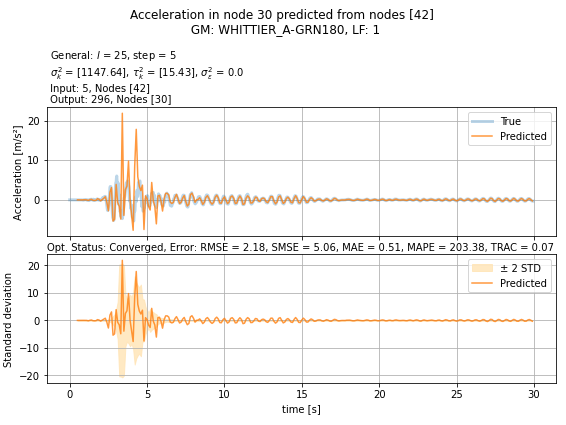 Acceleration in node 30 predicted from nodes [42]
GM: WHITTIER_A-GRN180, LF: 1
General: l = 25, step = 5
σ_k² = [1147.64], τ_k² = [15.43], σ_ε² = 0.0
Input: 5, Nodes [42]
Output: 296, Nodes [30]
20
10
0
Acceleration [m/s²]
True
Predicted
Opt. Status: Converged, Error: RMSE = 2.18, SMSE = 5.06, MAE = 0.51, MAPE = 203.38, TRAC = 0.07
20
10
0
−10
−20
Standard deviation
± 2 STD
Predicted
0 5 10 15 20 25 30
time [s]